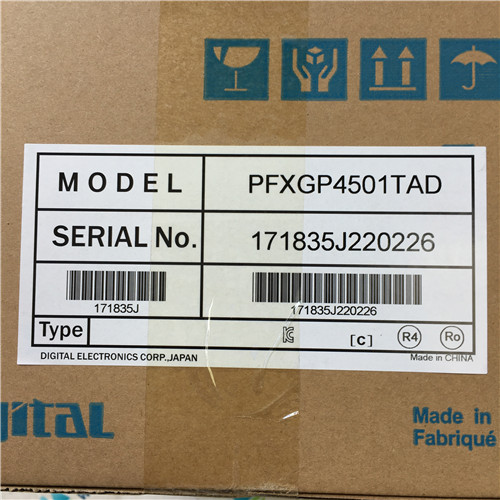 MODEL PFXGP4501TAD
SERIAL No. 171835J220226
171835J 171835J220226
Type [c] R4 Ro
DIGITAL ELECTRONICS CORP.,JAPAN Made in CHINA
Made in
Fabriqué